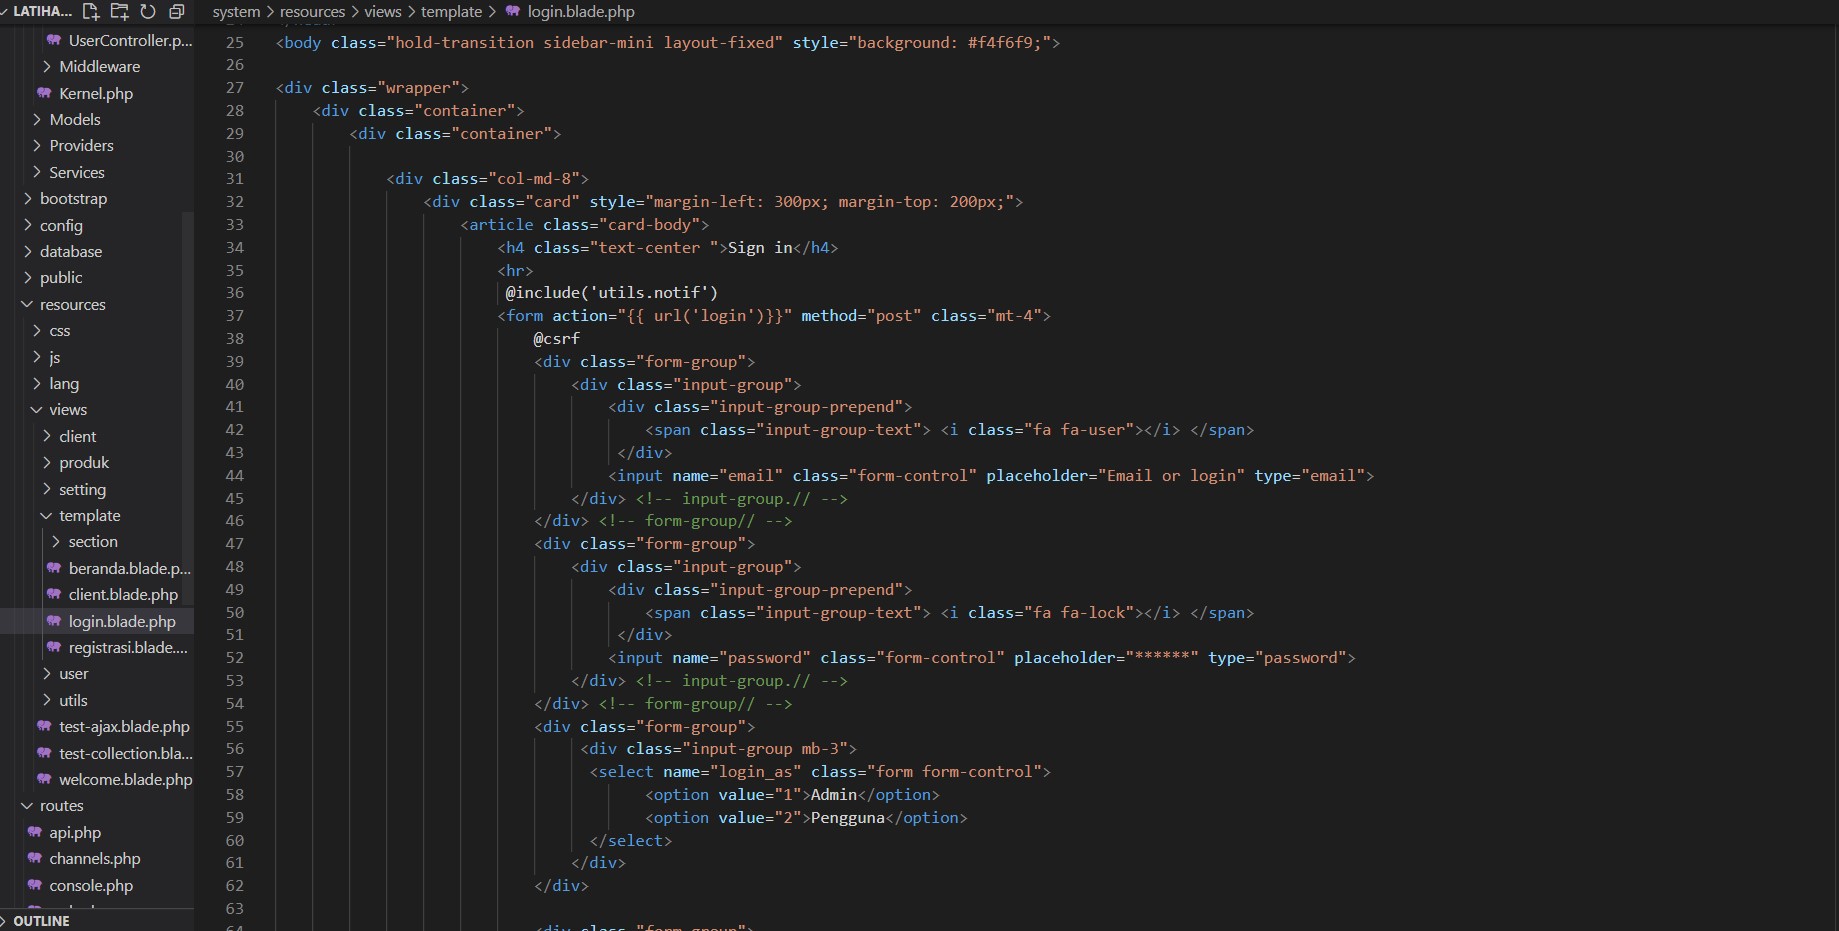 LATIHA...
system > resources > views > template > login.blade.php
UserController.p...
Middleware
Kernel.php
Models
Providers
Services
bootstrap
config
database
public
resources
css
js
lang
views
client
produk
setting
template
section
beranda.blade.p...
client.blade.php
login.blade.php
registrasi.blade....
user
utils
test-ajax.blade.php
test-collection.bla...
welcome.blade.php
routes
api.php
channels.php
console.php
OUTLINE
25 <body class="hold-transition sidebar-mini layout-fixed" style="background: #f4f6f9;">
26
27 <div class="wrapper">
28 <div class="container">
29 <div class="container">
30
31 <div class="col-md-8">
32 <div class="card" style="margin-left: 300px; margin-top: 200px;">
33 <article class="card-body">
34 <h4 class="text-center ">Sign in</h4>
35 <hr>
36 @include('utils.notif')
37 <form action="{{ url('login')}}" method="post" class="mt-4">
38 @csrf
39 <div class="form-group">
40 <div class="input-group">
41 <div class="input-group-prepend">
42 <span class="input-group-text"> <i class="fa fa-user"></i> </span>
43 </div>
44 <input name="email" class="form-control" placeholder="Email or login" type="email">
45 </div> <!-- input-group.// -->
46 </div> <!-- form-group// -->
47 <div class="form-group">
48 <div class="input-group">
49 <div class="input-group-prepend">
50 <span class="input-group-text"> <i class="fa fa-lock"></i> </span>
51 </div>
52 <input name="password" class="form-control" placeholder="******" type="password">
53 </div> <!-- input-group.// -->
54 </div> <!-- form-group// -->
55 <div class="form-group">
56 <div class="input-group mb-3">
57 <select name="login_as" class="form form-control">
58 <option value="1">Admin</option>
59 <option value="2">Pengguna</option>
60 </select>
61 </div>
62 </div>
63
64 <div class="form-group">